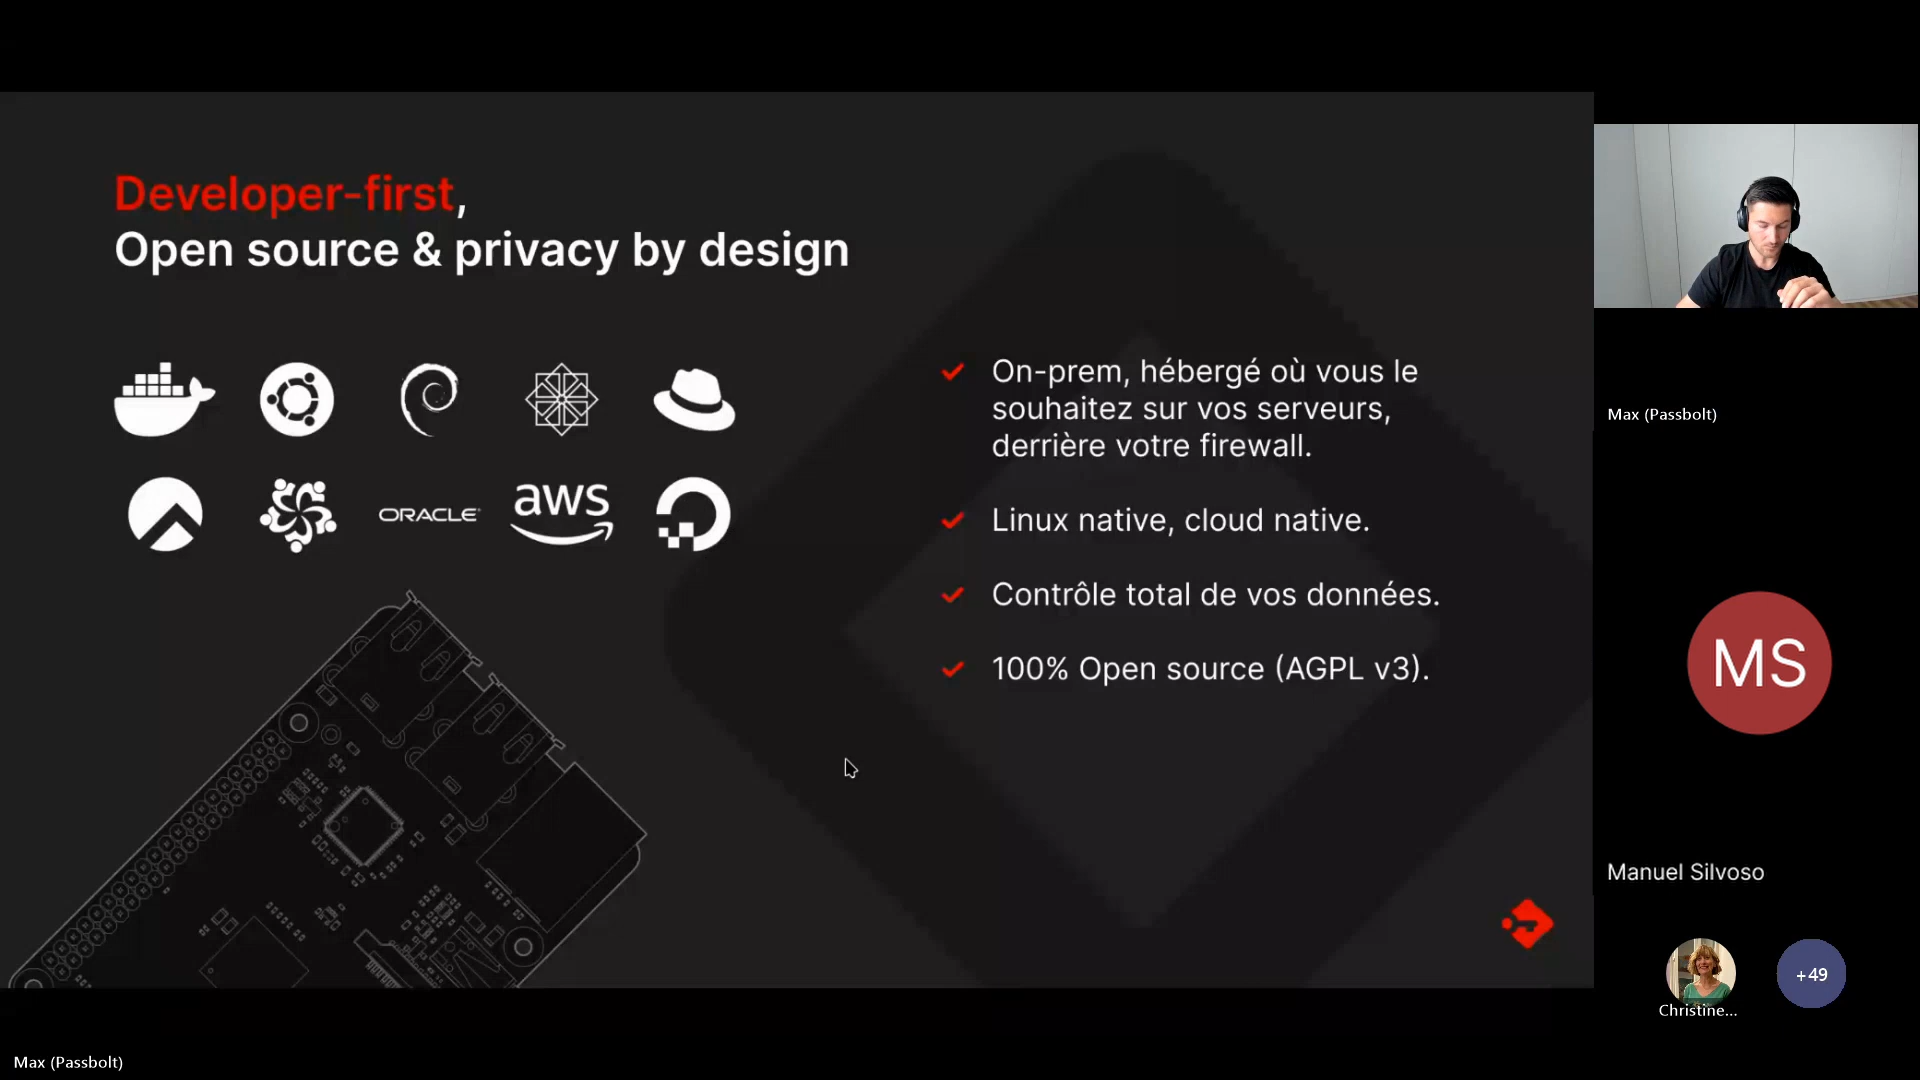 Developer-first,
Open source & privacy by design
ORACLE
aws
On-prem, hébergé où vous le
souhaitez sur vos serveurs,
derrière votre firewall.
Linux native, cloud native.
Contrôle total de vos données.
100% Open source (AGPL v3).
Max (Passbolt)
MS
Manuel Silvoso
Christine...
+49
Max (Passbolt)